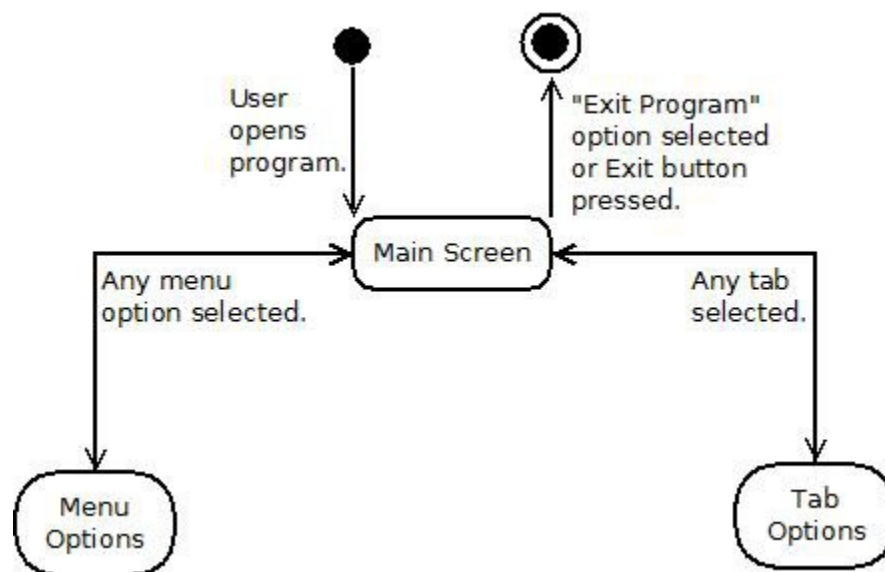 User
opens
program.
"Exit Program"
option selected
or Exit button
pressed.
Main Screen
Any menu
option selected.
Any tab
selected.
Menu
Options
Tab
Options